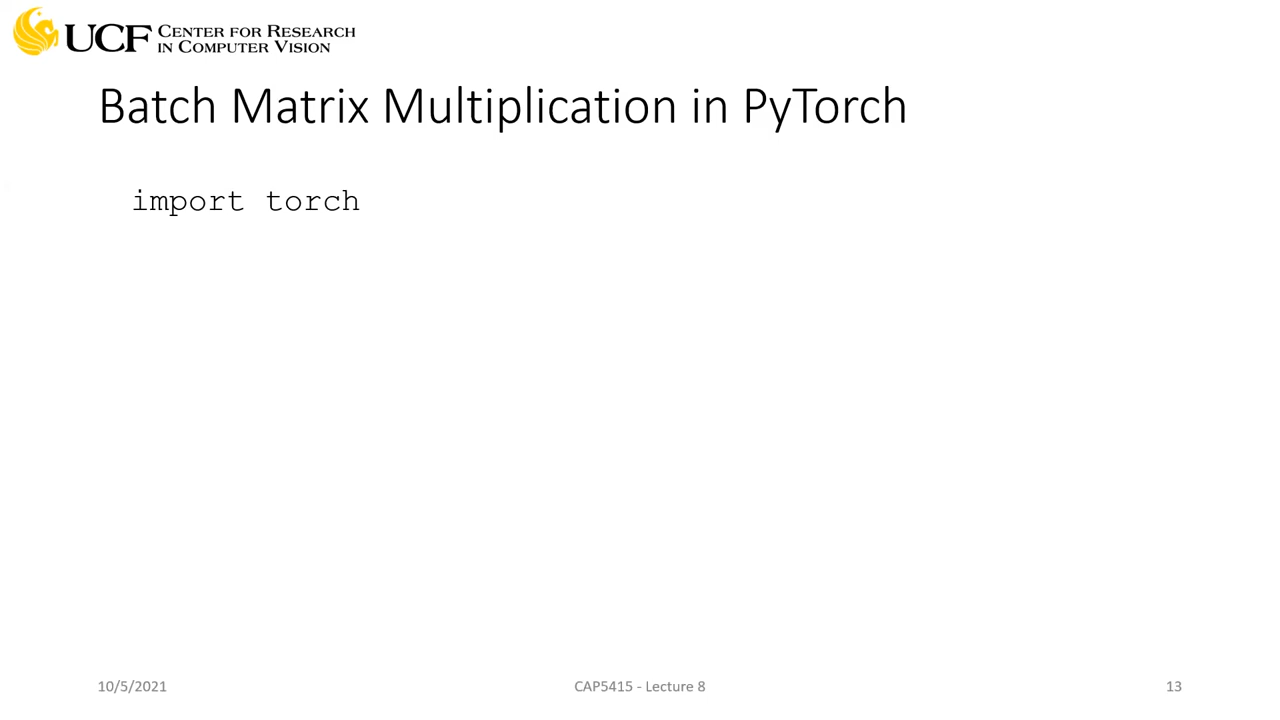 UCF CENTER FOR RESEARCH
IN COMPUTER VISION
Batch Matrix Multiplication in PyTorch
import torch
10/5/2021
CAP5415 - Lecture 8
13